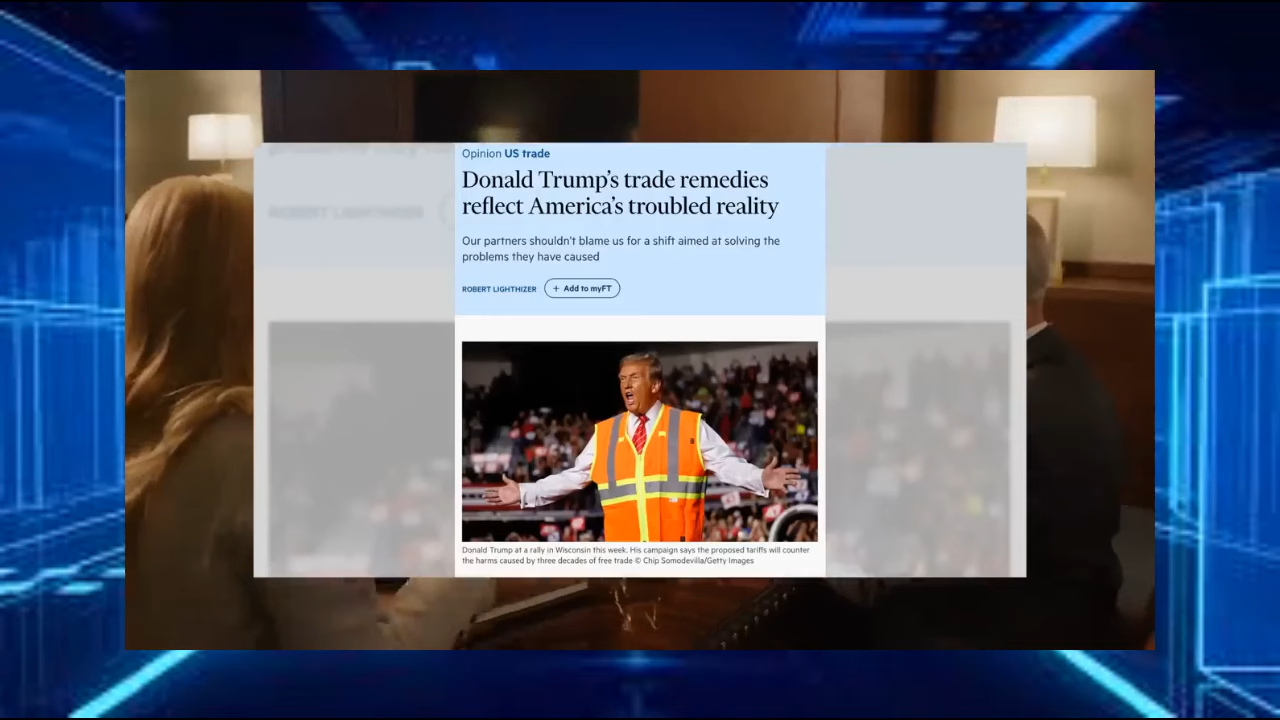 Opinion US trade
Donald Trump's trade remedies
reflect America's troubled reality
Our partners shouldn't blame us for a shift aimed at solving the
problems they have caused
ROBERT LIGHTHIZER + Add to myFT
Donald Trump at a rally in Wisconsin this week. His campaign says the proposed tariffs will counter
the harms caused by three decades of free trade © Chip Somodevilla/Getty Images